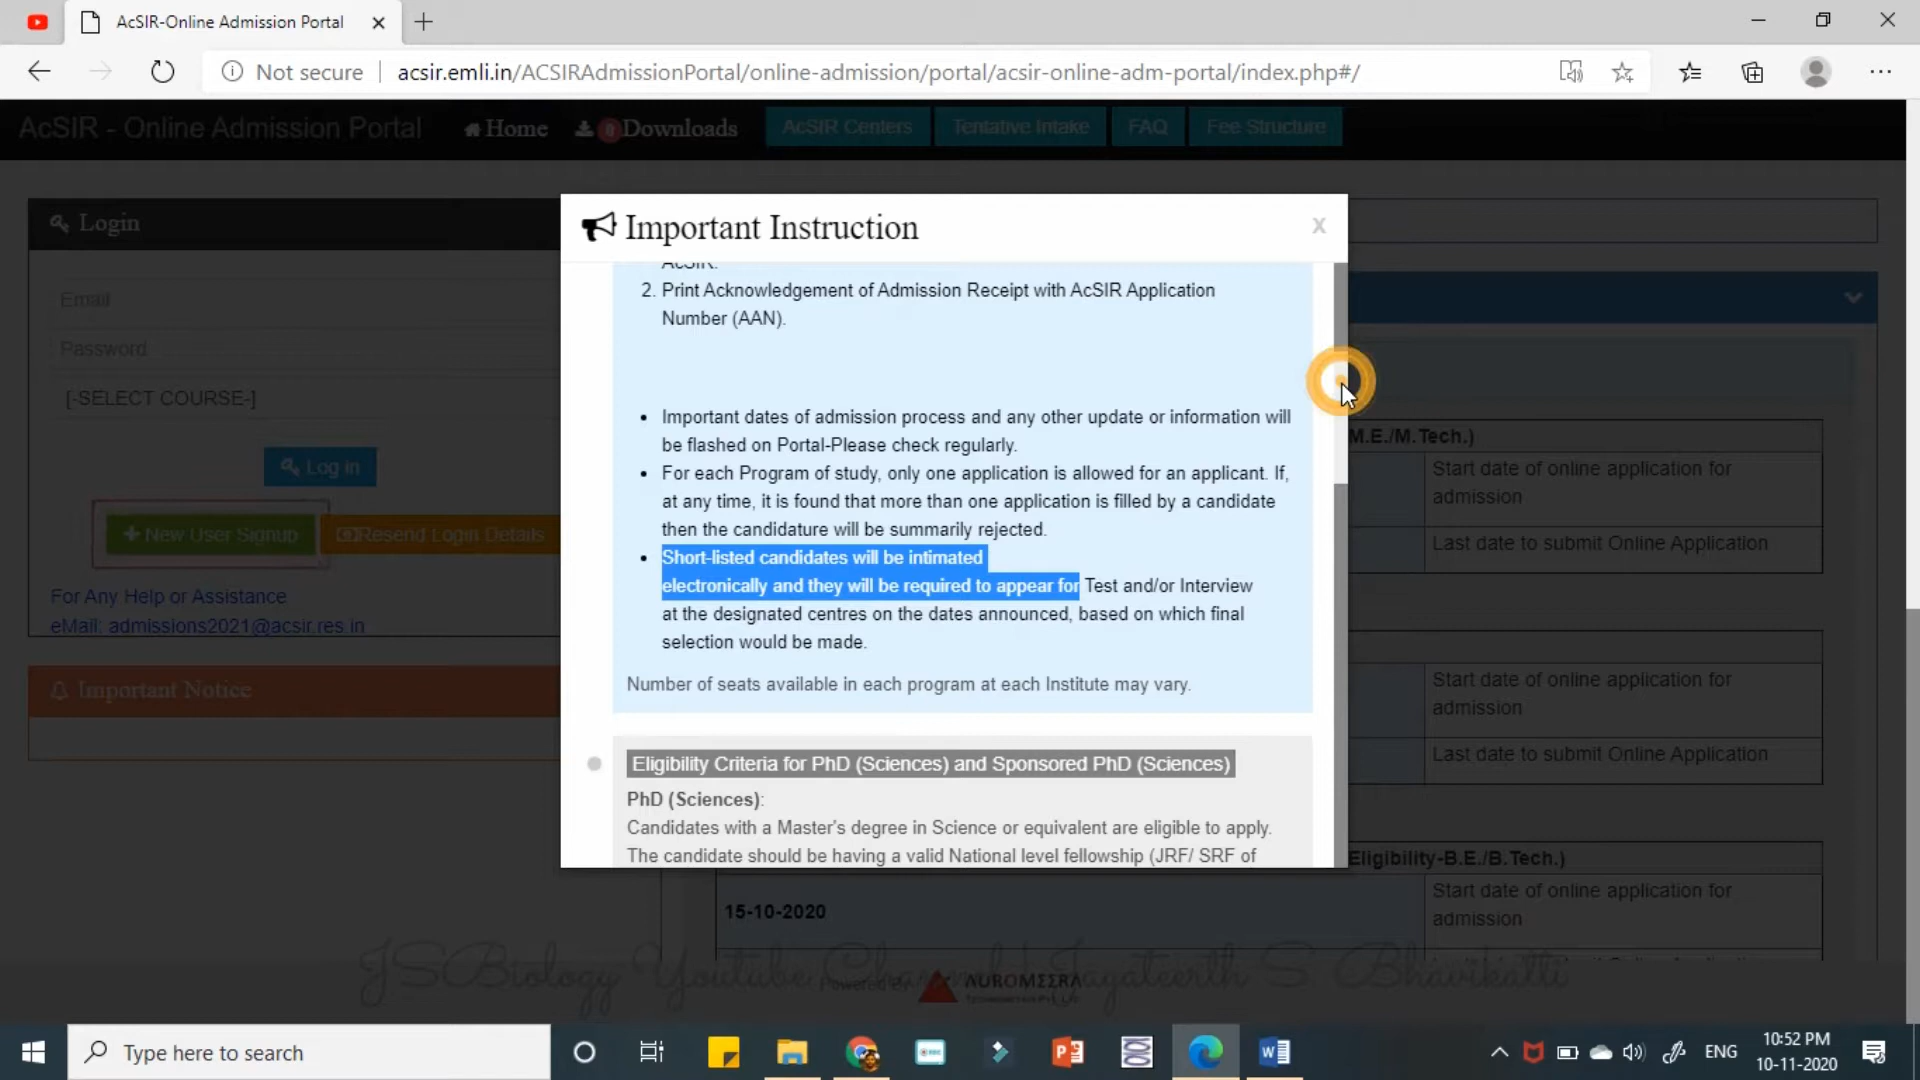 AcSIR-Online Admission Portal
Not secure
acsir.emli.in/ACSIRAdmissionPortal/online-admission/portal/acsir-online-adm-portal/index.php#/
AcSIR - Online Admission Portal
Home
0
Downloads
AcSIR Centers
Tentative Intake
FAQ
Fee Structure
Login
Email
Password
[-SELECT COURSE-]
Log in
New User Signup
Resend Login Details
For Any Help or Assistance
eMail: admissions2021@acsir.res.in
Important Notice
Important Instruction
X
AcSIR.
2. Print Acknowledgement of Admission Receipt with AcSIR Application
Number (AAN).
• Important dates of admission process and any other update or information will
be flashed on Portal-Please check regularly.
• For each Program of study, only one application is allowed for an applicant. If,
at any time, it is found that more than one application is filled by a candidate
then the candidature will be summarily rejected.
• Short-listed candidates will be intimated
electronically and they will be required to appear for Test and/or Interview
at the designated centres on the dates announced, based on which final
selection would be made.
Number of seats available in each program at each Institute may vary.
Eligibility Criteria for PhD (Sciences) and Sponsored PhD (Sciences)
PhD (Sciences):
Candidates with a Master's degree in Science or equivalent are eligible to apply.
The candidate should be having a valid National level fellowship (JRF/ SRF of
M.E./M.Tech.)
Start date of online application for
admission
Last date to submit Online Application
Start date of online application for
admission
Last date to submit Online Application
Eligibility-B.E./B.Tech.)
15-10-2020
Start date of online application for
admission
JSBiology Youtube Channel Jagateerth S. Bhavikatti
Powered By
AUROMEERA
Type here to search
ENG
10:52 PM
10-11-2020